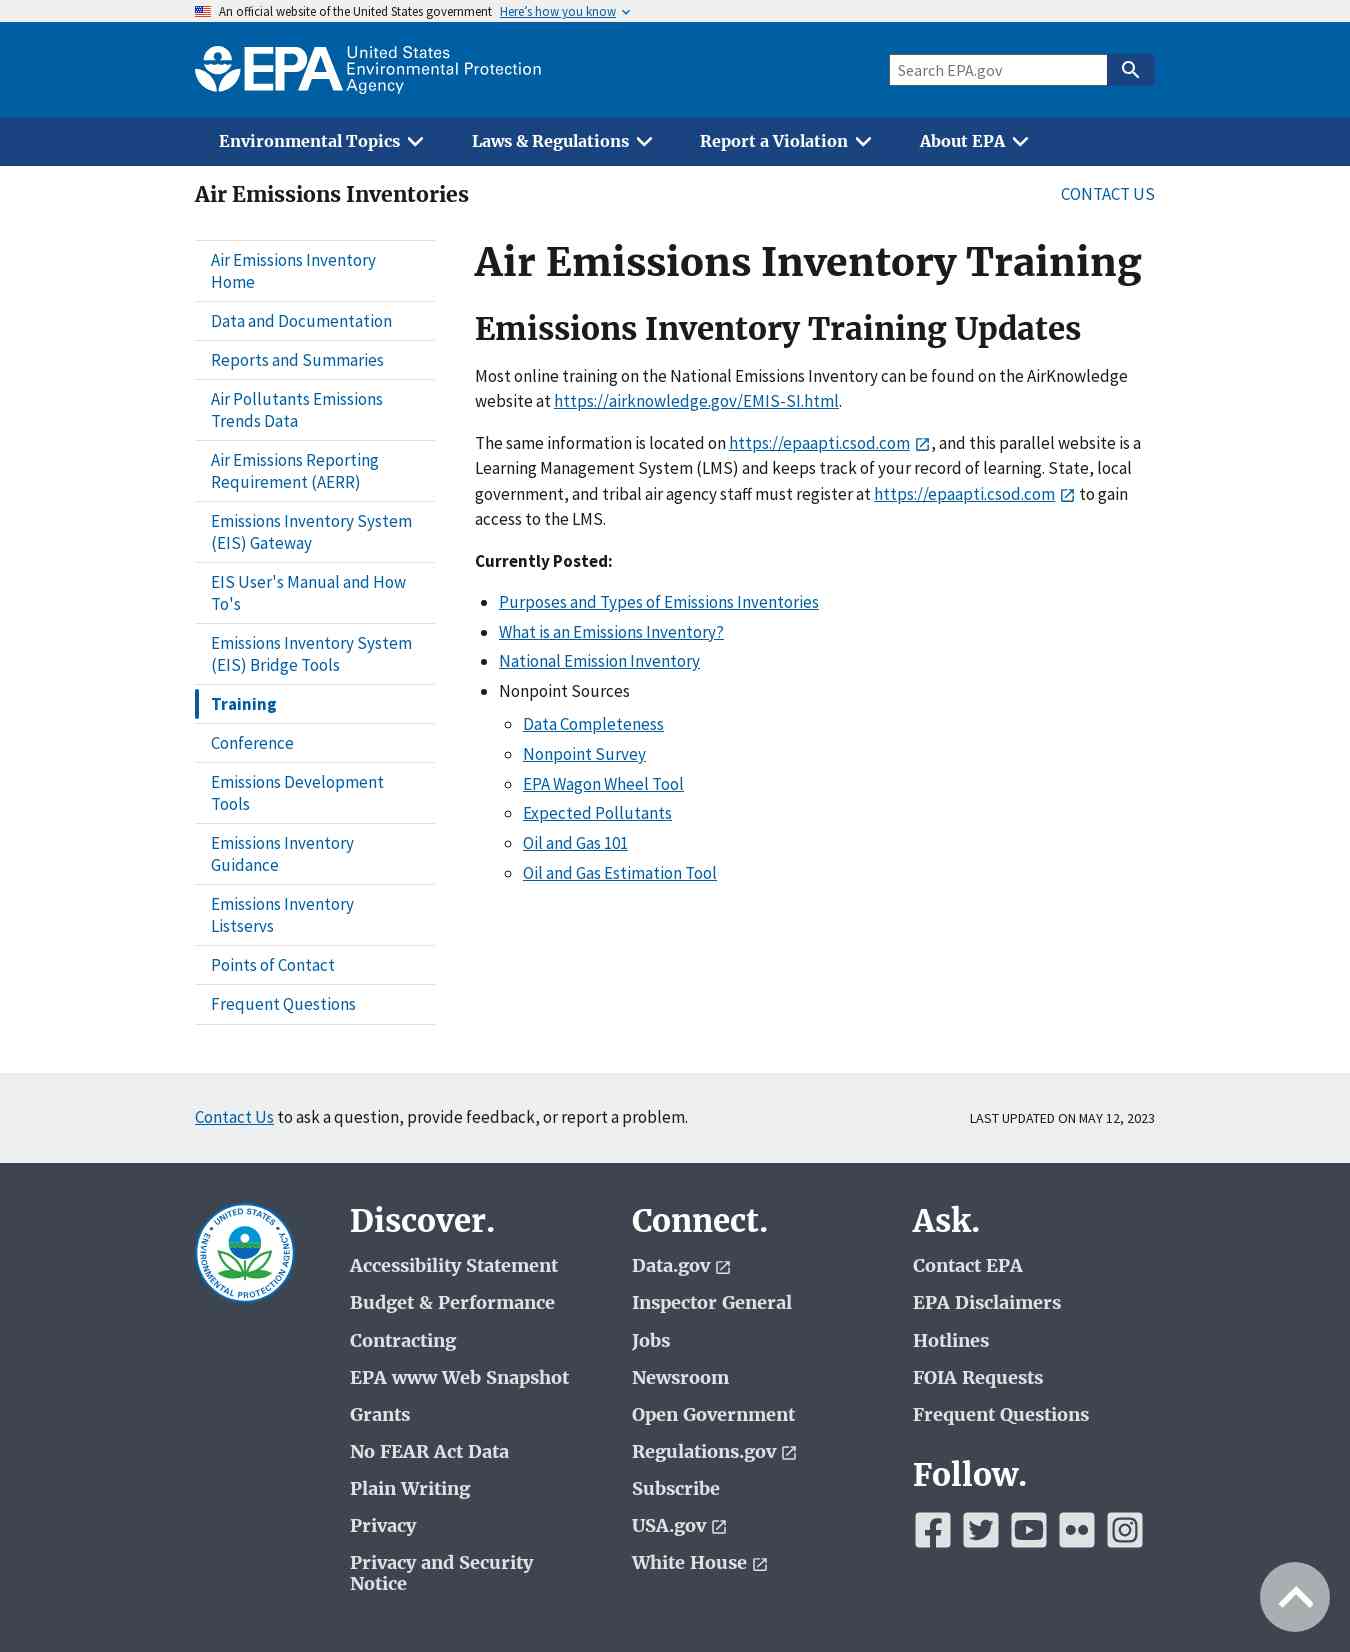 An official website of the United States government Here's how you know
EPA United States
Environmental Protection
Agency
Search EPA.gov
Environmental Topics Laws & Regulations Report a Violation About EPA
Air Emissions Inventories
CONTACT US
Air Emissions Inventory
Home
Data and Documentation
Reports and Summaries
Air Pollutants Emissions
Trends Data
Air Emissions Reporting
Requirement (AERR)
Emissions Inventory System
(EIS) Gateway
EIS User's Manual and How
To's
Emissions Inventory System
(EIS) Bridge Tools
Training
Conference
Emissions Development
Tools
Emissions Inventory
Guidance
Emissions Inventory
Listservs
Points of Contact
Frequent Questions
Air Emissions Inventory Training
Emissions Inventory Training Updates
Most online training on the National Emissions Inventory can be found on the AirKnowledge
website at https://airknowledge.gov/EMIS-SI.html.
The same information is located on https://epaapti.csod.com , and this parallel website is a
Learning Management System (LMS) and keeps track of your record of learning. State, local
government, and tribal air agency staff must register at https://epaapti.csod.com to gain
access to the LMS.
Currently Posted:
Purposes and Types of Emissions Inventories
What is an Emissions Inventory?
National Emission Inventory
Nonpoint Sources
Data Completeness
Nonpoint Survey
EPA Wagon Wheel Tool
Expected Pollutants
Oil and Gas 101
Oil and Gas Estimation Tool
Contact Us to ask a question, provide feedback, or report a problem.
LAST UPDATED ON MAY 12, 2023
UNITED STATES
ENVIRONMENTAL PROTECTION AGENCY
Discover.
Accessibility Statement
Budget & Performance
Contracting
EPA www Web Snapshot
Grants
No FEAR Act Data
Plain Writing
Privacy
Privacy and Security
Notice
Connect.
Data.gov
Inspector General
Jobs
Newsroom
Open Government
Regulations.gov
Subscribe
USA.gov
White House
Ask.
Contact EPA
EPA Disclaimers
Hotlines
FOIA Requests
Frequent Questions
Follow.